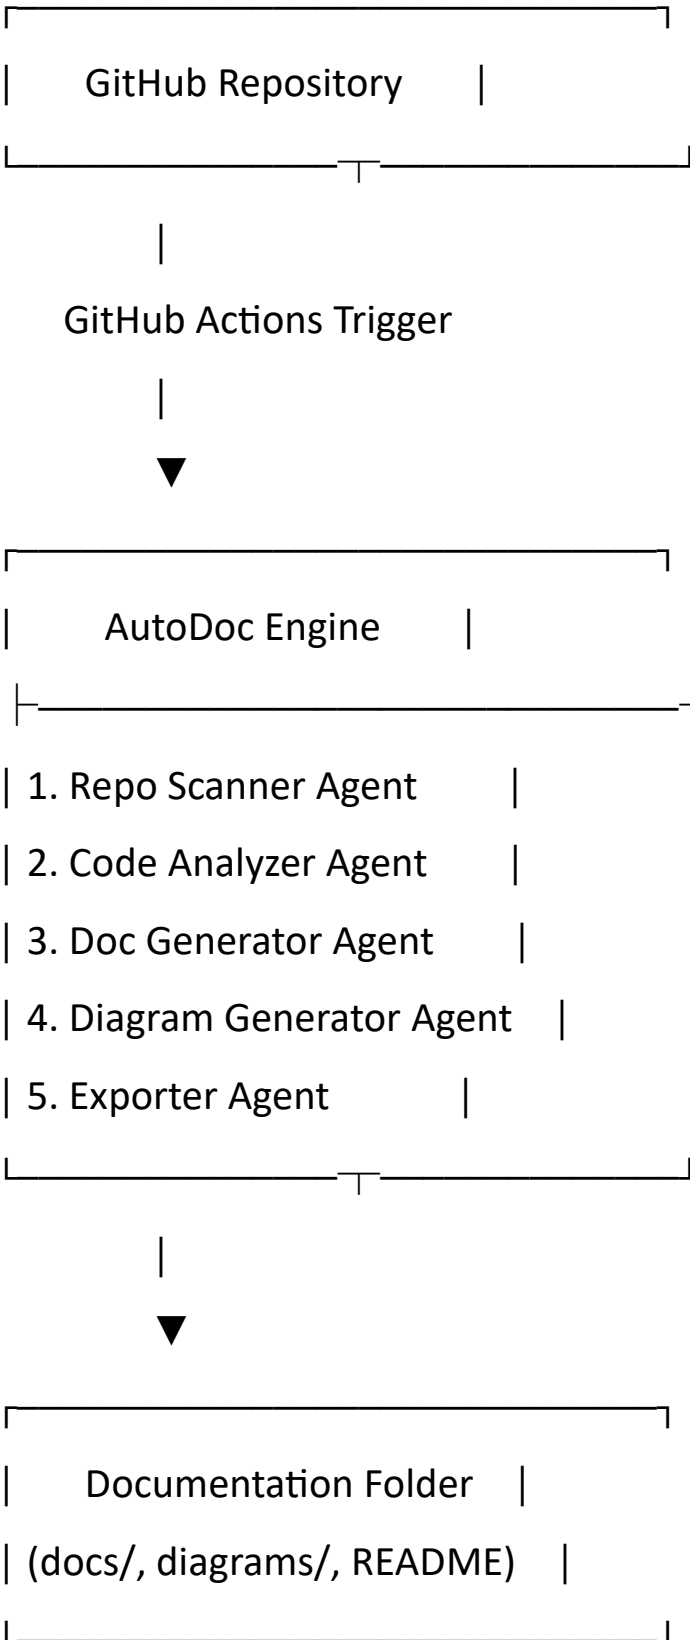 GitHub Repository
GitHub Actions Trigger
AutoDoc Engine
1. Repo Scanner Agent
2. Code Analyzer Agent
3. Doc Generator Agent
4. Diagram Generator Agent
5. Exporter Agent
Documentation Folder
(docs/, diagrams/, README)